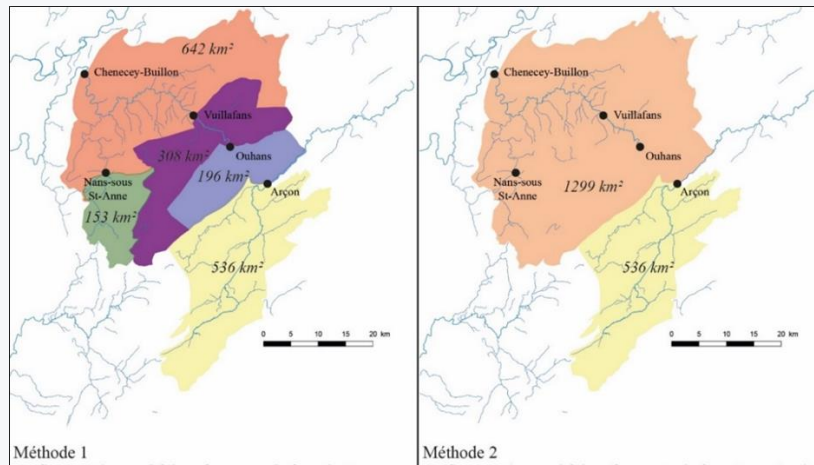 642 km²
Chenecey-Buillon
Vuillafans
308 km²
Ouhans
196 km²
Nans-sous
St-Anne
Arçon
153 km²
536 km²
0 5 10 15 20 km
Méthode 1
Chenecey-Buillon
Vuillafans
Ouhans
Nans-sous
St-Anne
Arçon
1299 km²
536 km²
0 5 10 15 20 km
Méthode 2